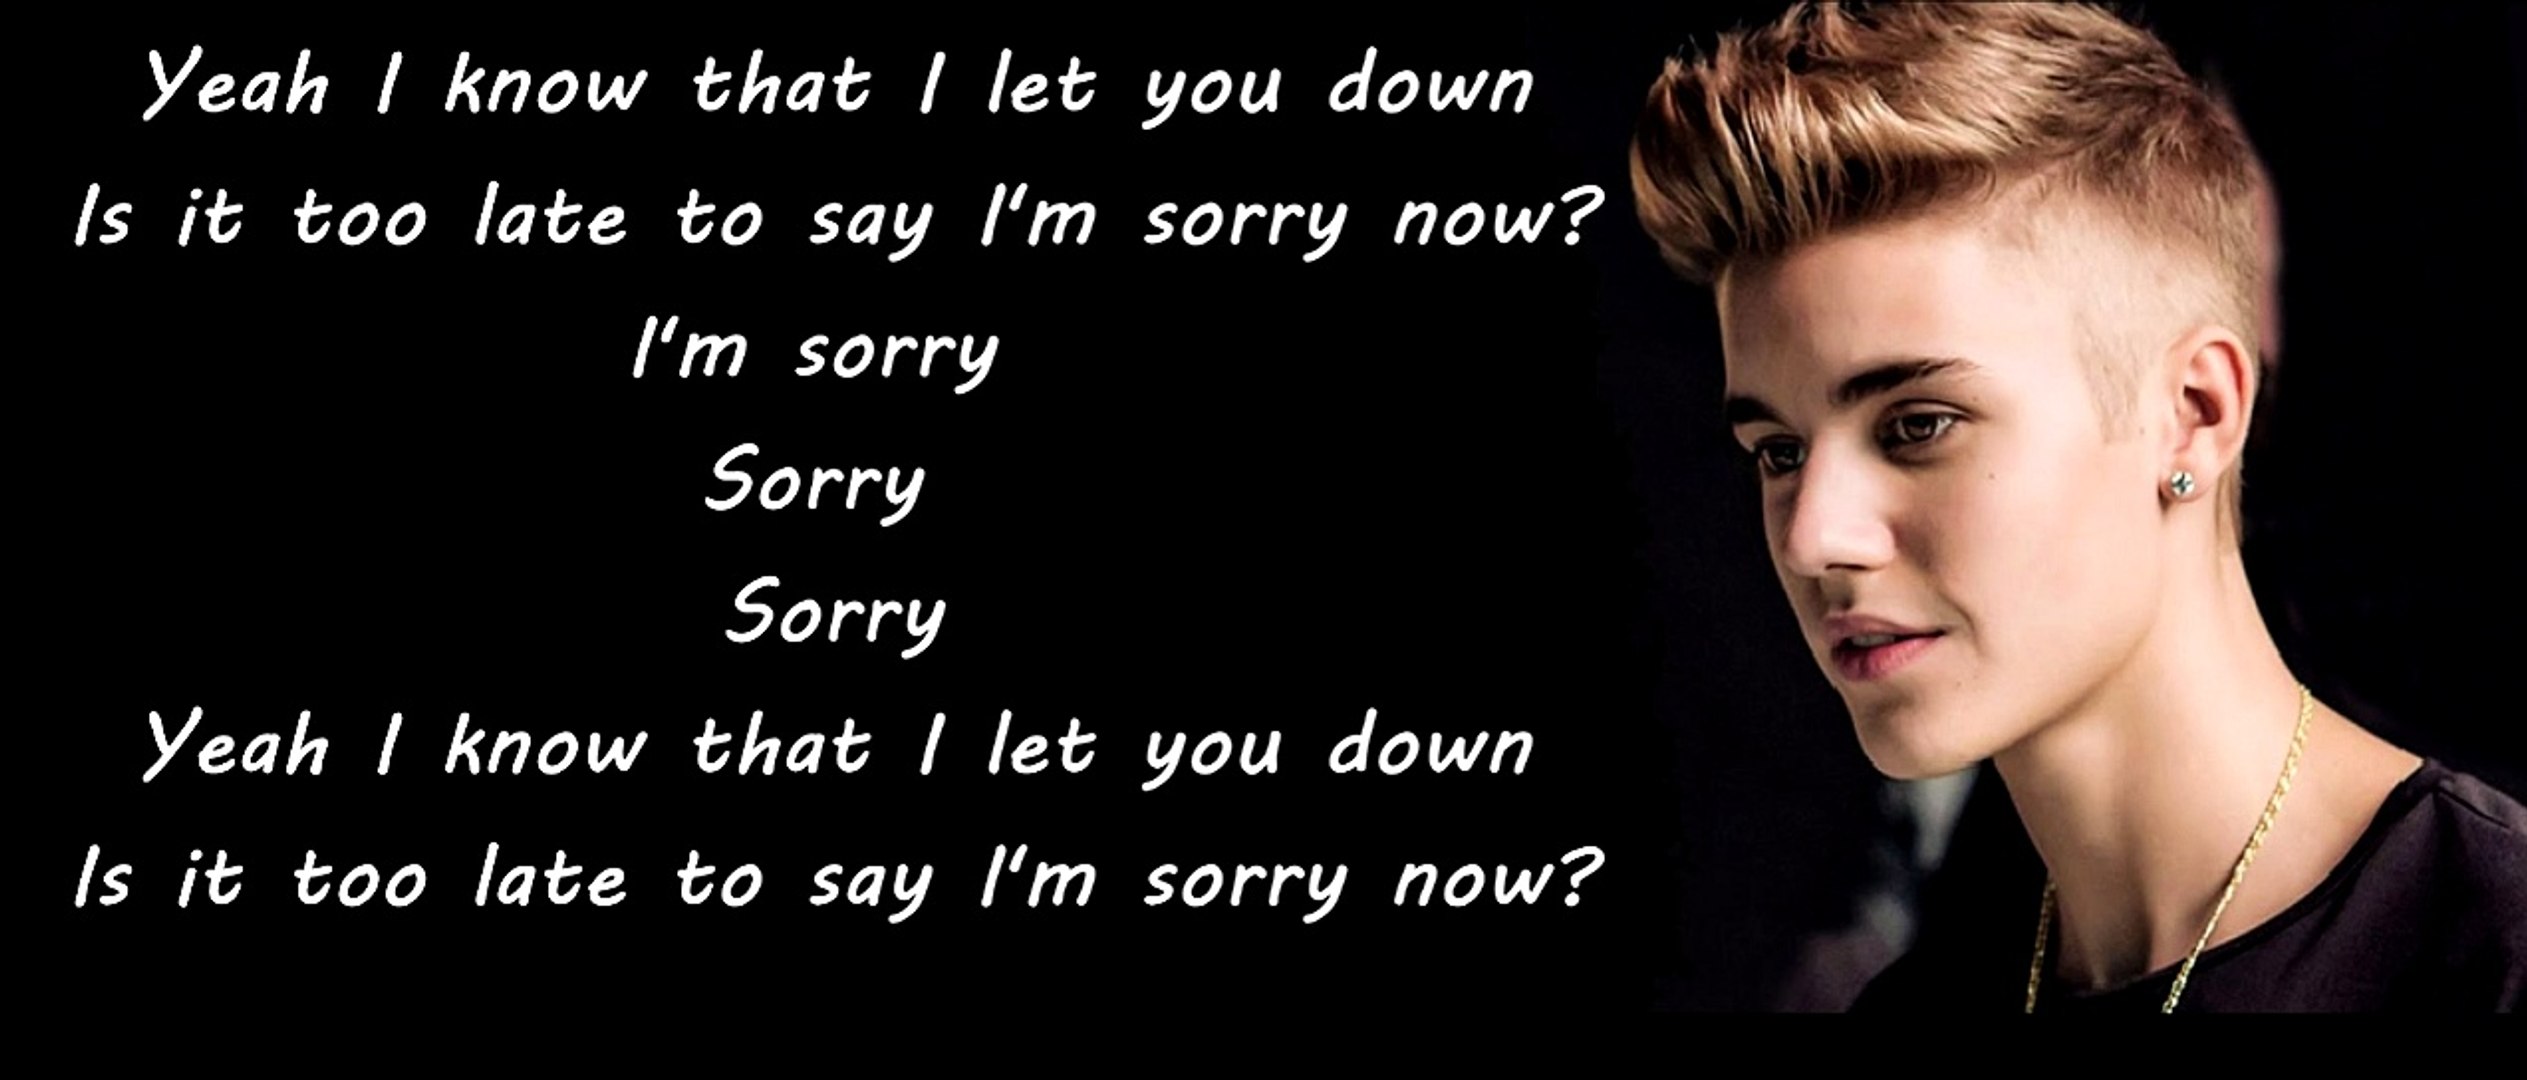 Yeah I know that I let you down
Is it too late to say I'm sorry now?
I'm sorry
Sorry
Sorry
Yeah I know that I let you down
Is it too late to say I'm sorry now?